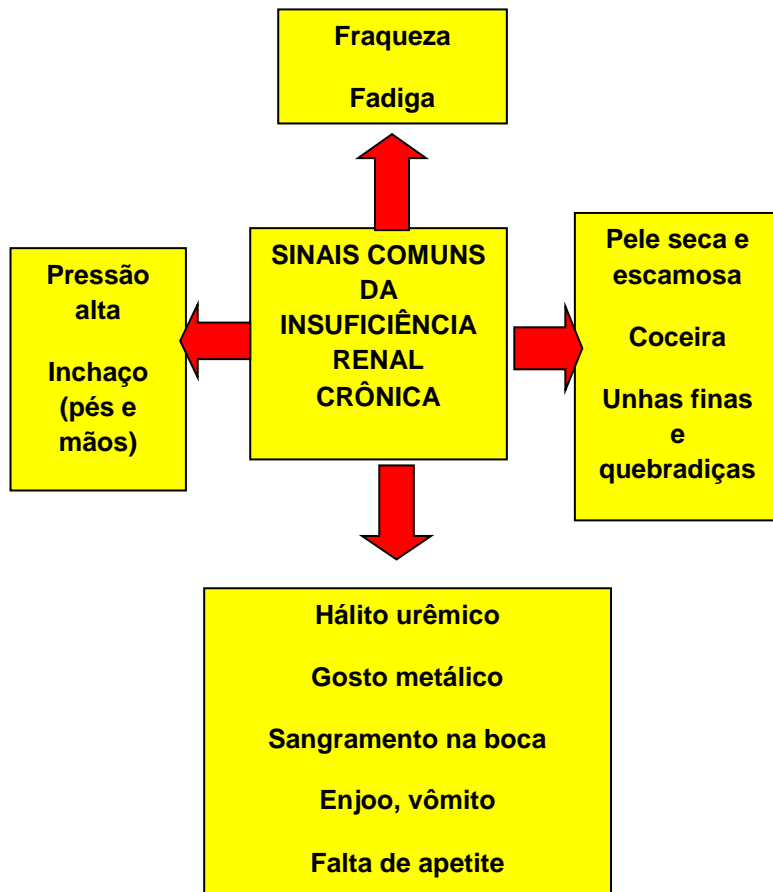 Fraqueza
Fadiga
SINAIS COMUNS
DA
INSUFICIÊNCIA
RENAL
CRÔNICA
Pressão
alta
Inchaço
(pés e
mãos)
Pele seca e
escamosa
Coceira
Unhas finas
e
quebradiças
Hálito urêmico
Gosto metálico
Sangramento na boca
Enjoo, vômito
Falta de apetite